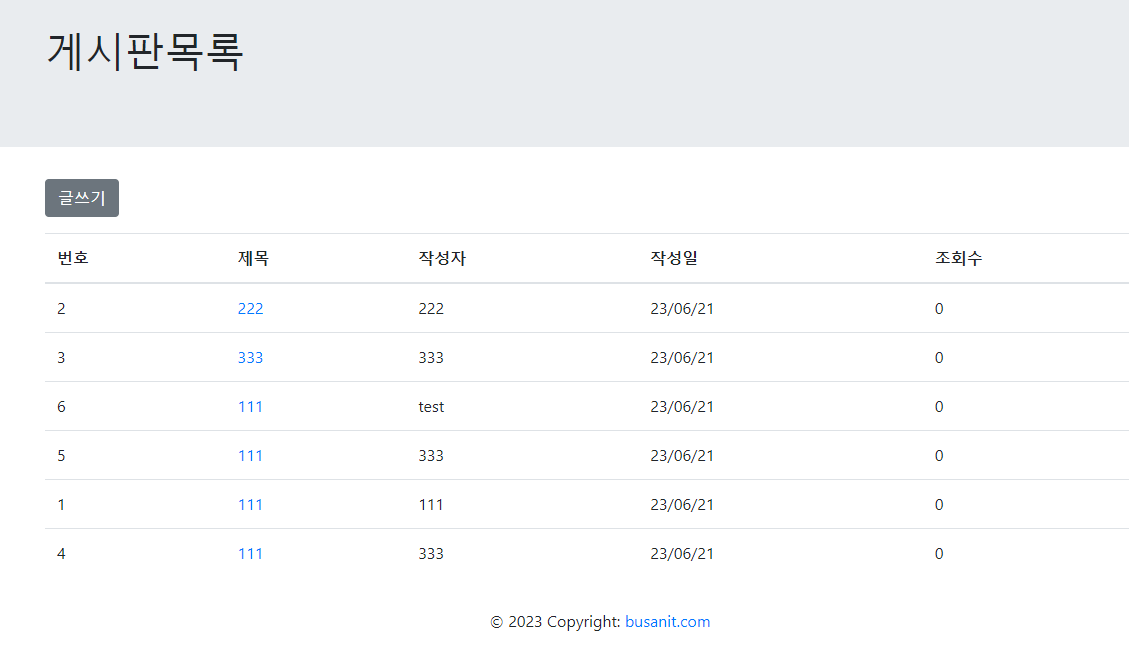 게시판목록
글쓰기
번호 제목 작성자 작성일 조회수
2 222 222 23/06/21 0
3 333 333 23/06/21 0
6 111 test 23/06/21 0
5 111 333 23/06/21 0
1 111 111 23/06/21 0
4 111 333 23/06/21 0
© 2023 Copyright: busanit.com